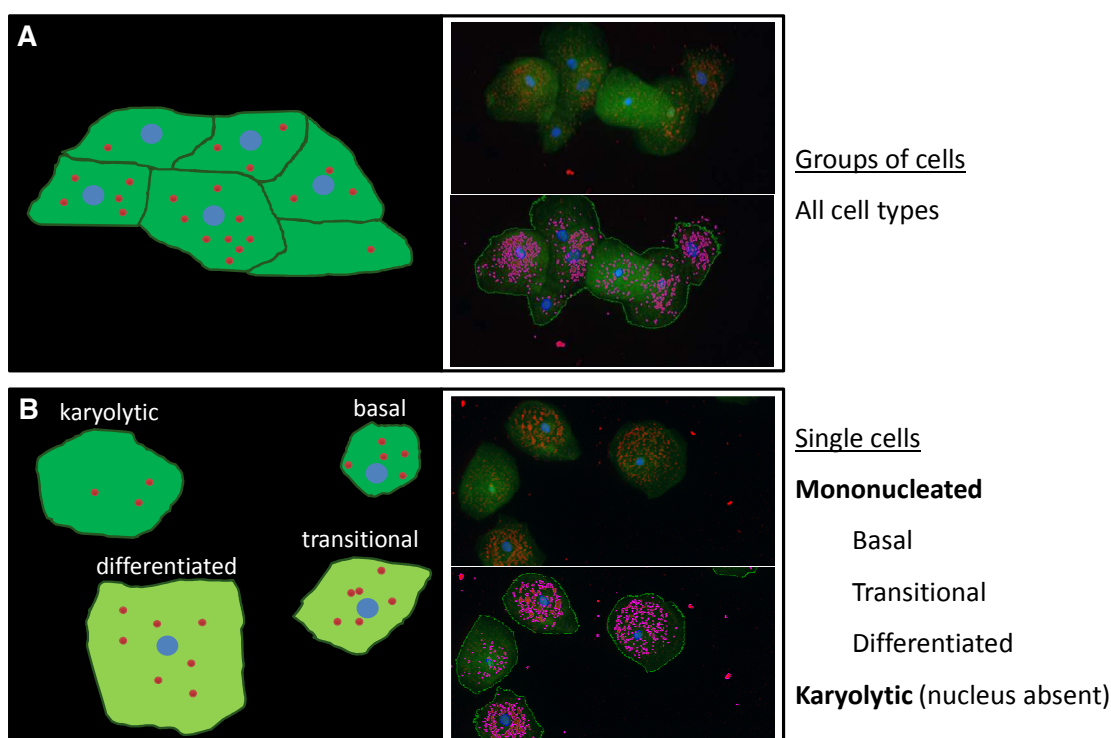 A
Groups of cells
All cell types
B
karyolytic
basal
differentiated
transitional
Single cells
Mononucleated
Basal
Transitional
Differentiated
Karyolytic (nucleus absent)